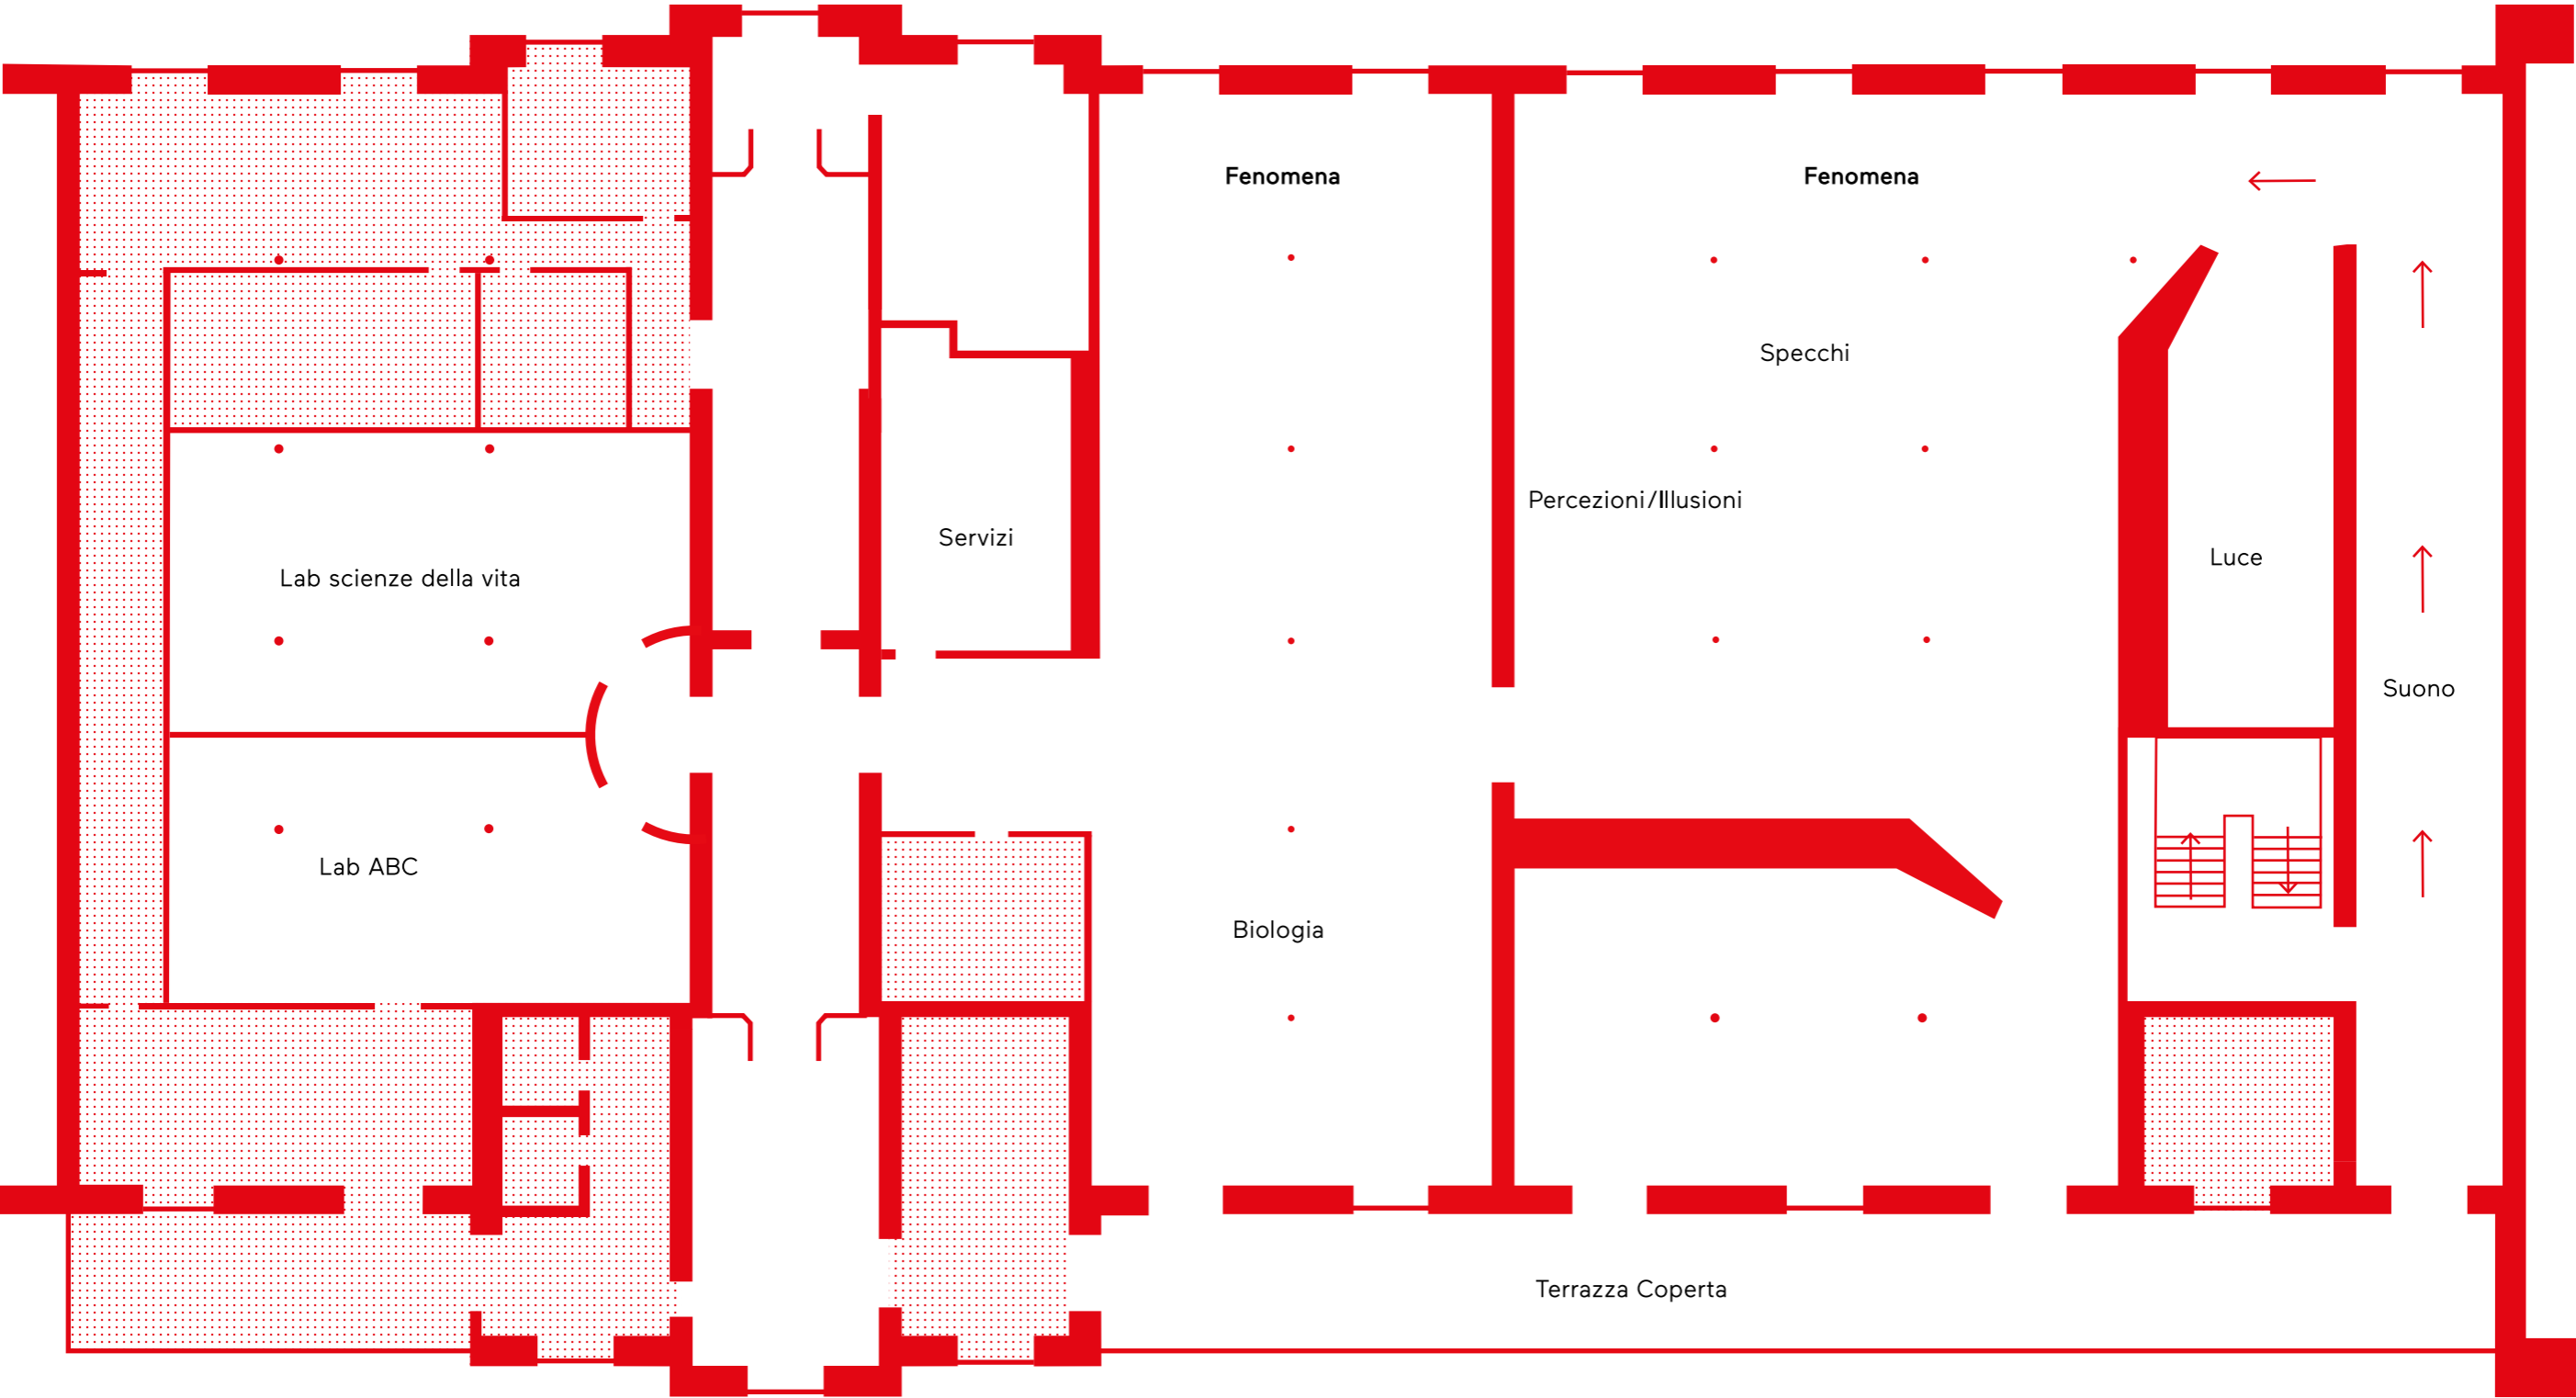 Fenomena
Fenomena
Specchi
Percezioni/Illusioni
Servizi
Luce
Lab scienze della vita
Suono
Lab ABC
Biologia
Terrazza Coperta